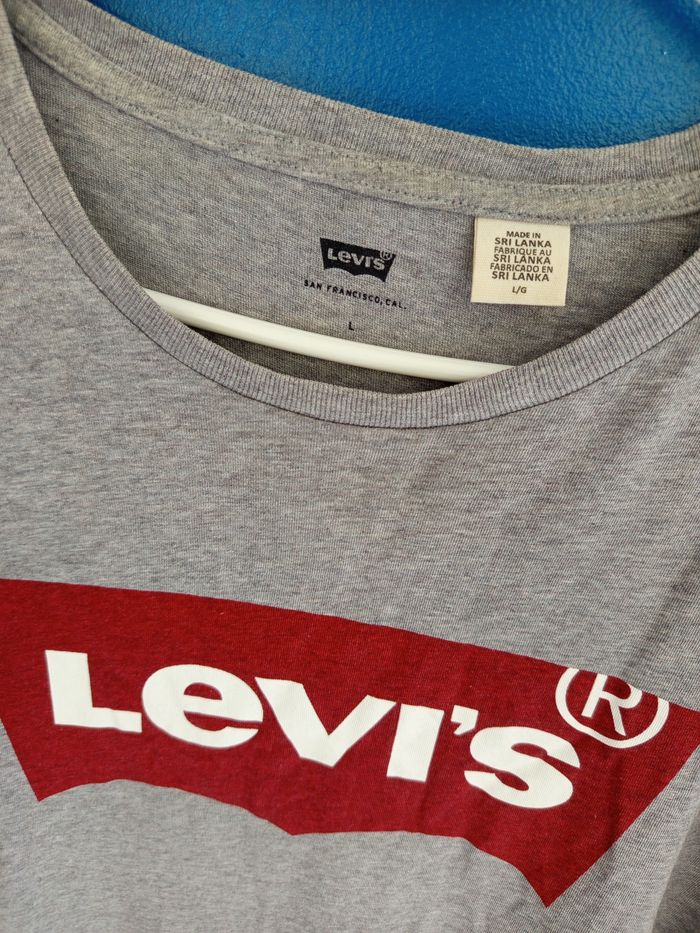 Levi's®
SAN FRANCISCO, CAL.
L
MADE IN
SRI LANKA
FABRIQUE AU
SRI LANKA
FABRICADO EN
SRI LANKA
L/G
Levi's®